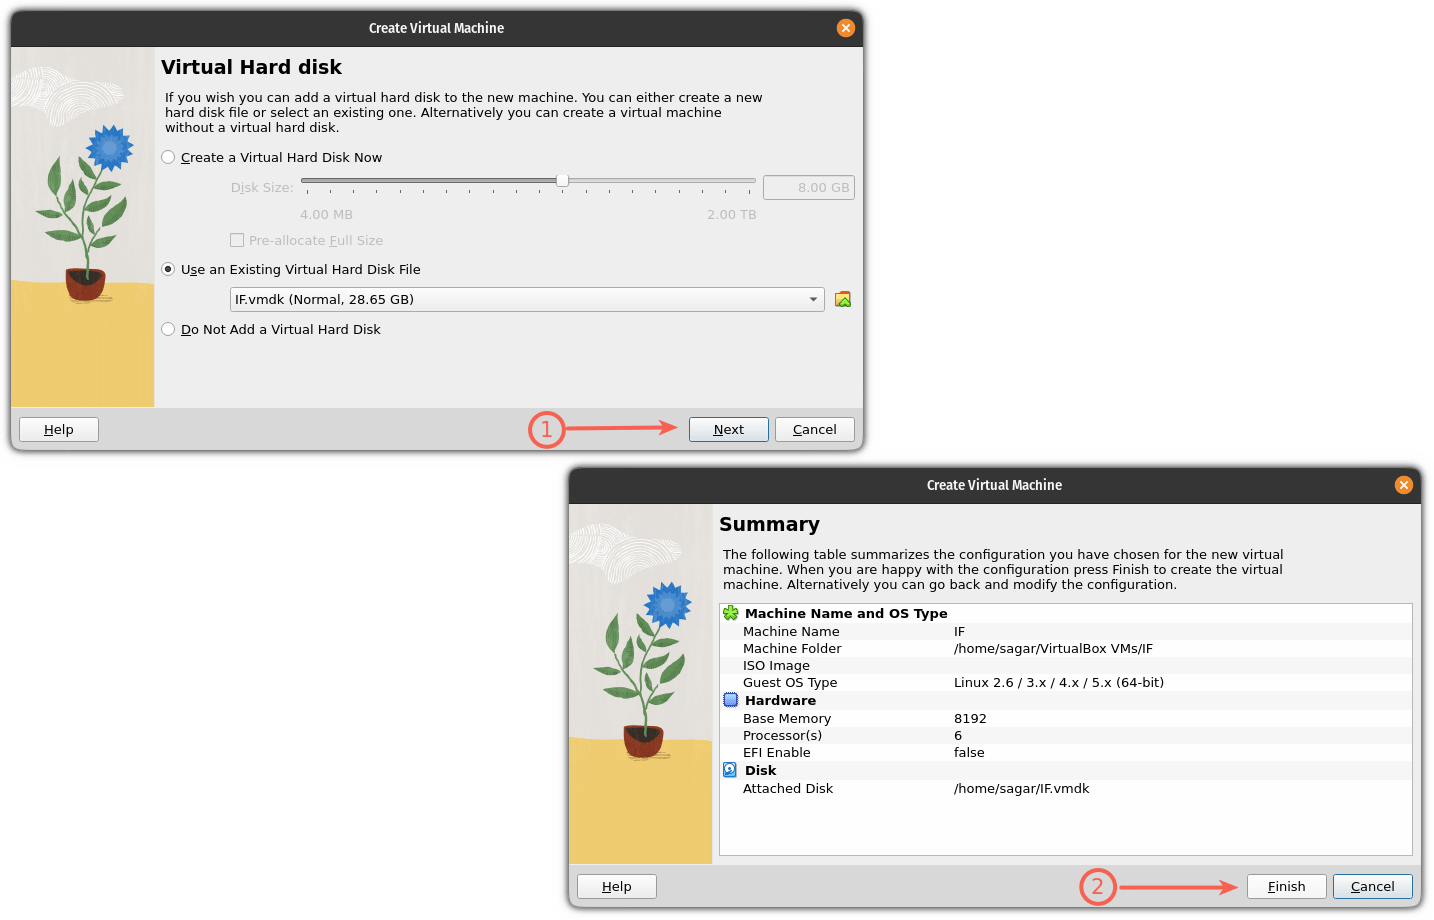 Create Virtual Machine
Virtual Hard disk
If you wish you can add a virtual hard disk to the new machine. You can either create a new
hard disk file or select an existing one. Alternatively you can create a virtual machine
without a virtual hard disk.
Create a Virtual Hard Disk Now
Disk Size:
8.00 GB
4.00 MB
2.00 TB
Pre-allocate Full Size
Use an Existing Virtual Hard Disk File
IF.vmdk (Normal, 28.65 GB)
Do Not Add a Virtual Hard Disk
Help
1
Next
Cancel
Create Virtual Machine
Summary
The following table summarizes the configuration you have chosen for the new virtual
machine. When you are happy with the configuration press Finish to create the virtual
machine. Alternatively you can go back and modify the configuration.
Machine Name and OS Type
Machine Name IF
Machine Folder /home/sagar/VirtualBox VMs/IF
ISO Image
Guest OS Type Linux 2.6 / 3.x / 4.x / 5.x (64-bit)
Hardware
Base Memory 8192
Processor(s) 6
EFI Enable false
Disk
Attached Disk /home/sagar/IF.vmdk
Help
2
Finish
Cancel